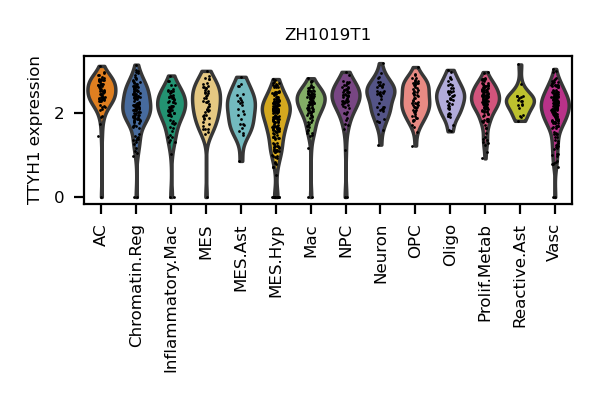 ZH1019T1
TTYH1 expression
2
0
AC
Chromatin.Reg
Inflammatory.Mac
MES
MES.Ast
MES.Hyp
Mac
NPC
Neuron
OPC
Oligo
Prolif.Metab
Reactive.Ast
Vasc